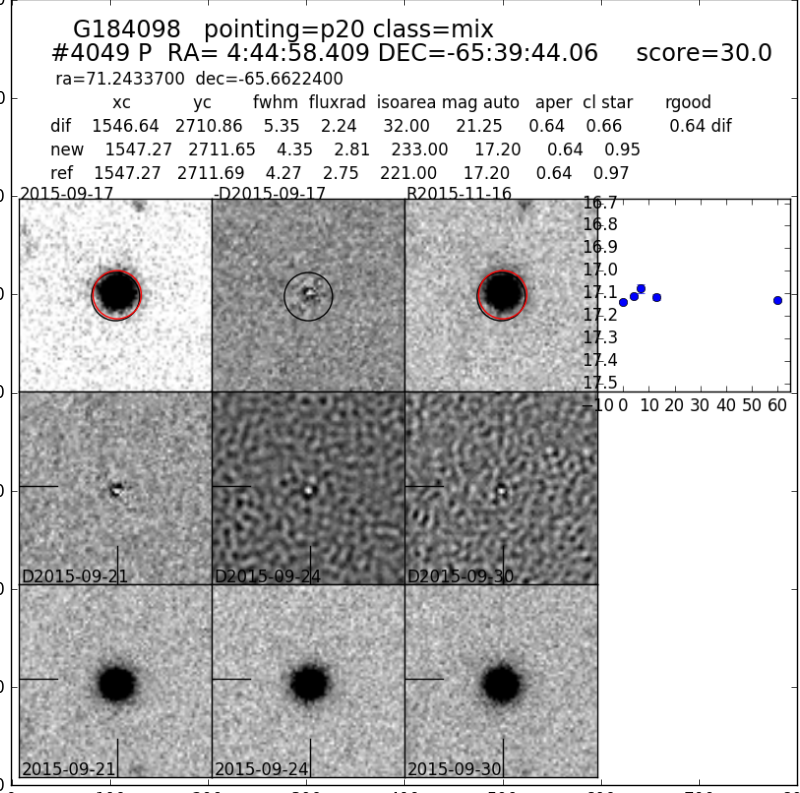 G184098 pointing=p20 class=mix
#4049 P RA= 4:44:58.409 DEC=-65:39:44.06 score=30.0
ra=71.2433700 dec=-65.6622400
xc yc fwhm fluxrad isoarea mag auto aper cl star rgood
dif 1546.64 2710.86 5.35 2.24 32.00 21.25 0.64 0.66 0.64 dif
new 1547.27 2711.65 4.35 2.81 233.00 17.20 0.64 0.95
ref 1547.27 2711.69 4.27 2.75 221.00 17.20 0.64 0.97
2015-09-17 -D2015-09-17 R2015-11-16
16.7
16.8
16.9
17.0
17.1
17.2
17.3
17.4
17.5
-10 0 10 20 30 40 50 60
D2015-09-21 D2015-09-24 D2015-09-30
2015-09-21 2015-09-24 2015-09-30